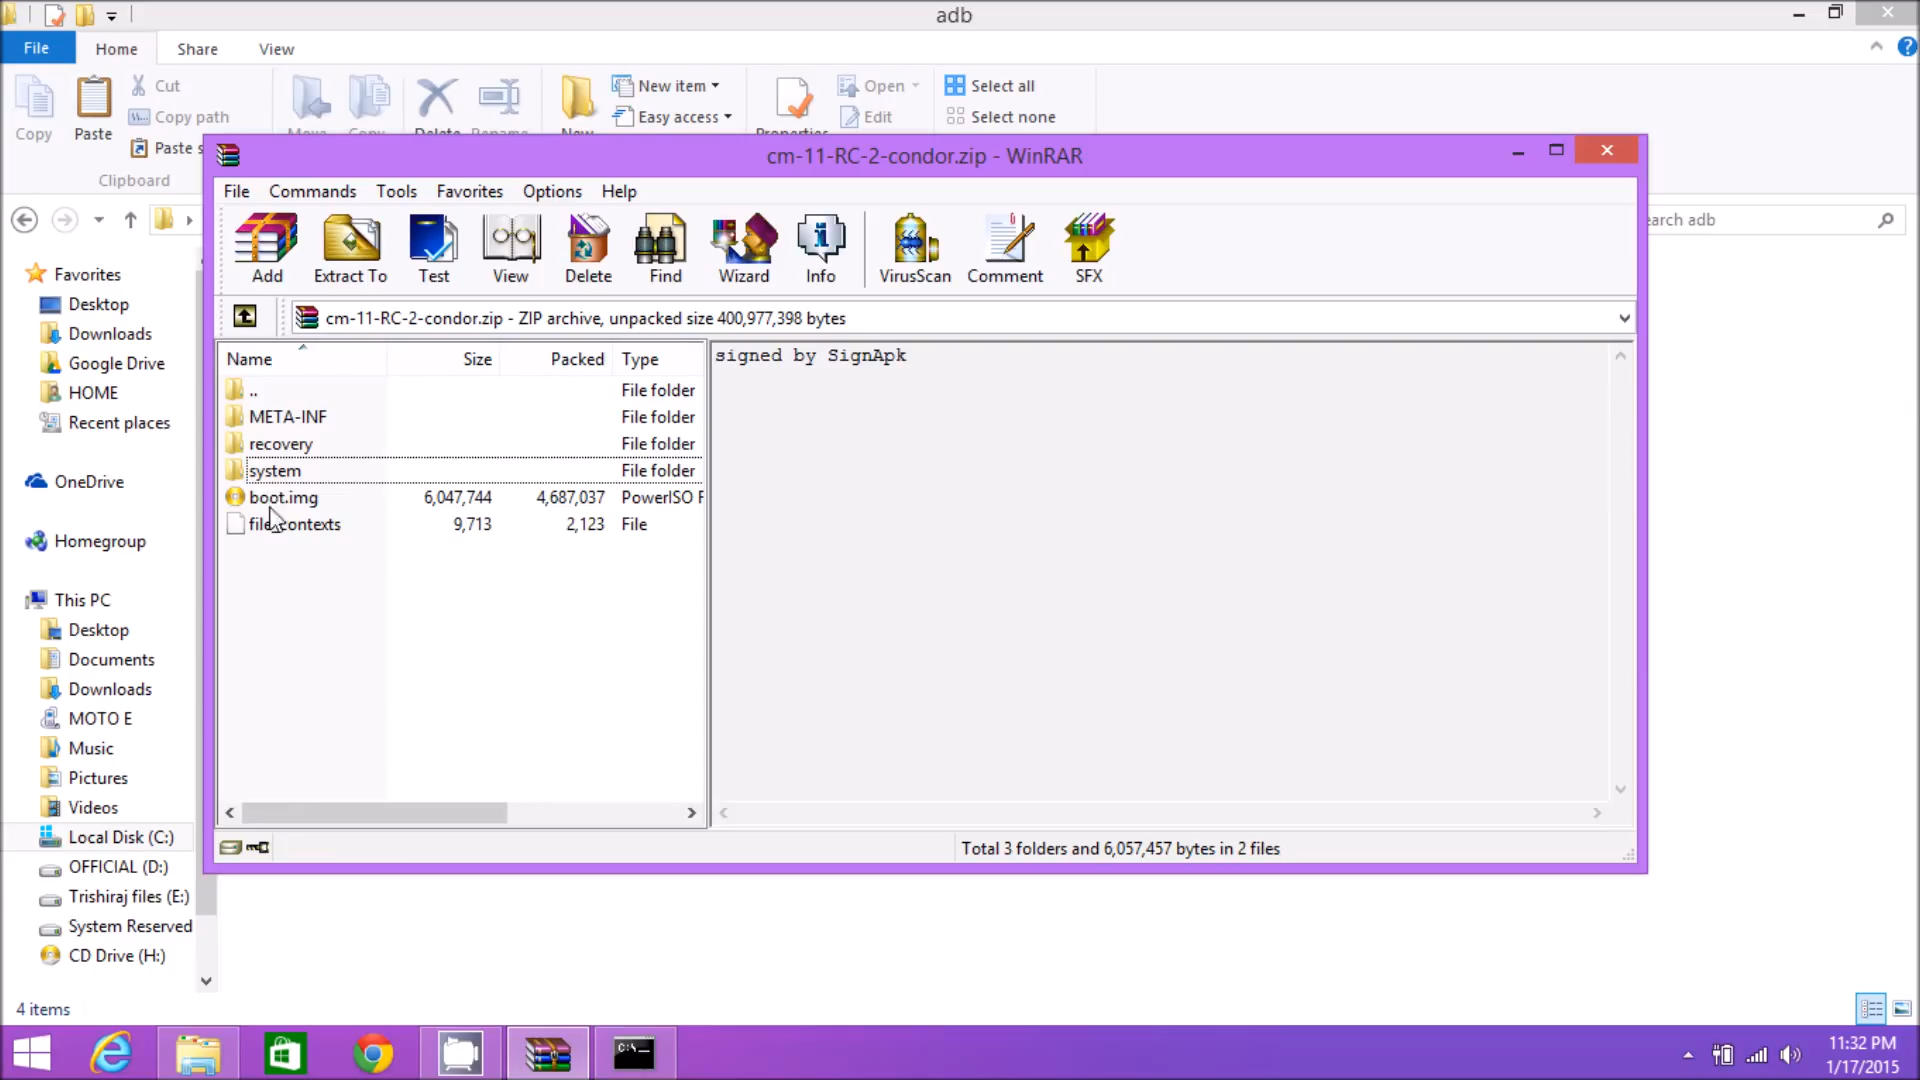 adb
File Home Share View
Copy
Paste
Cut
Copy path
Paste s
Clipboard
Move
Copy
Delete
Rename
New
New item
Easy access
Properties
Open
Edit
Select all
Select none
earch adb
Favorites
Desktop
Downloads
Google Drive
HOME
Recent places
OneDrive
Homegroup
This PC
Desktop
Documents
Downloads
MOTO E
Music
Pictures
Videos
Local Disk (C:)
OFFICIAL (D:)
Trishiraj files (E:)
System Reserved
CD Drive (H:)
4 items
cm-11-RC-2-condor.zip - WinRAR
File Commands Tools Favorites Options Help
Add Extract To Test View Delete Find Wizard Info VirusScan Comment SFX
cm-11-RC-2-condor.zip - ZIP archive, unpacked size 400,977,398 bytes
Name Size Packed Type
.. File folder
META-INF File folder
recovery File folder
system File folder
boot.img 6,047,744 4,687,037 PowerISO F
file_contexts 9,713 2,123 File
signed by SignApk
Total 3 folders and 6,057,457 bytes in 2 files
C:\_
11:32 PM
1/17/2015